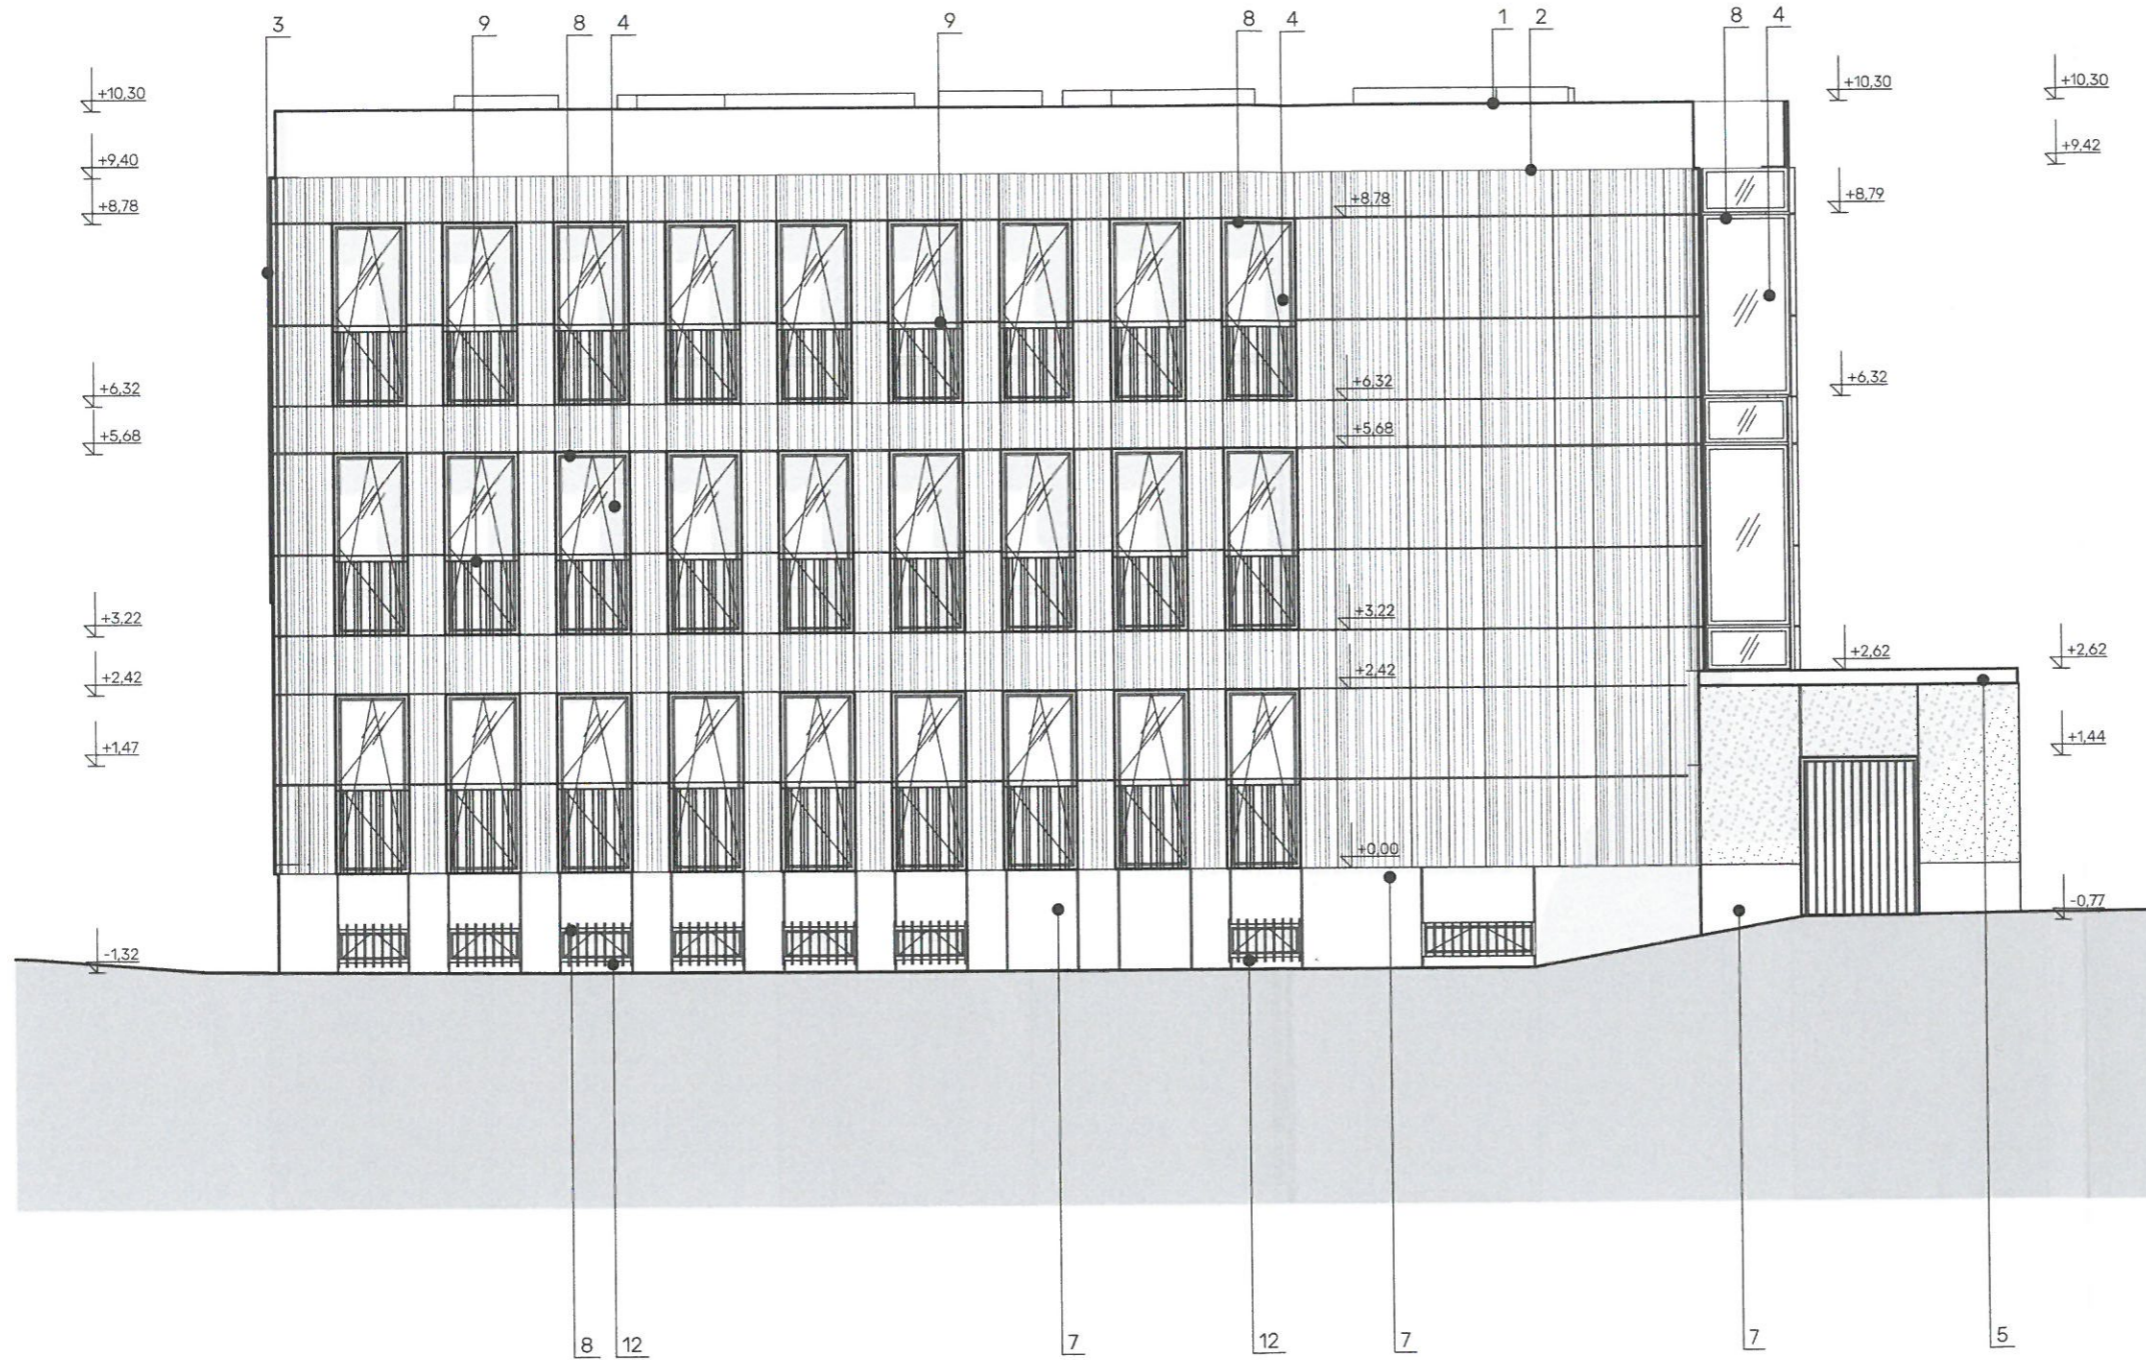 3 9 8 4 9 8 4 1 2 8 4
+10,30 +10,30 +10,30
+9,40 +9,42
+8,78 +8,78 +8,79
+6,32 +6,32 +6,32
+5,68 +5,68
+3,22 +3,22
+2,62 +2,62
+2,42 +2,42
+1,47 +1,44
+0,00
-0,77
-1,32
8 12 7 12 7 7 5